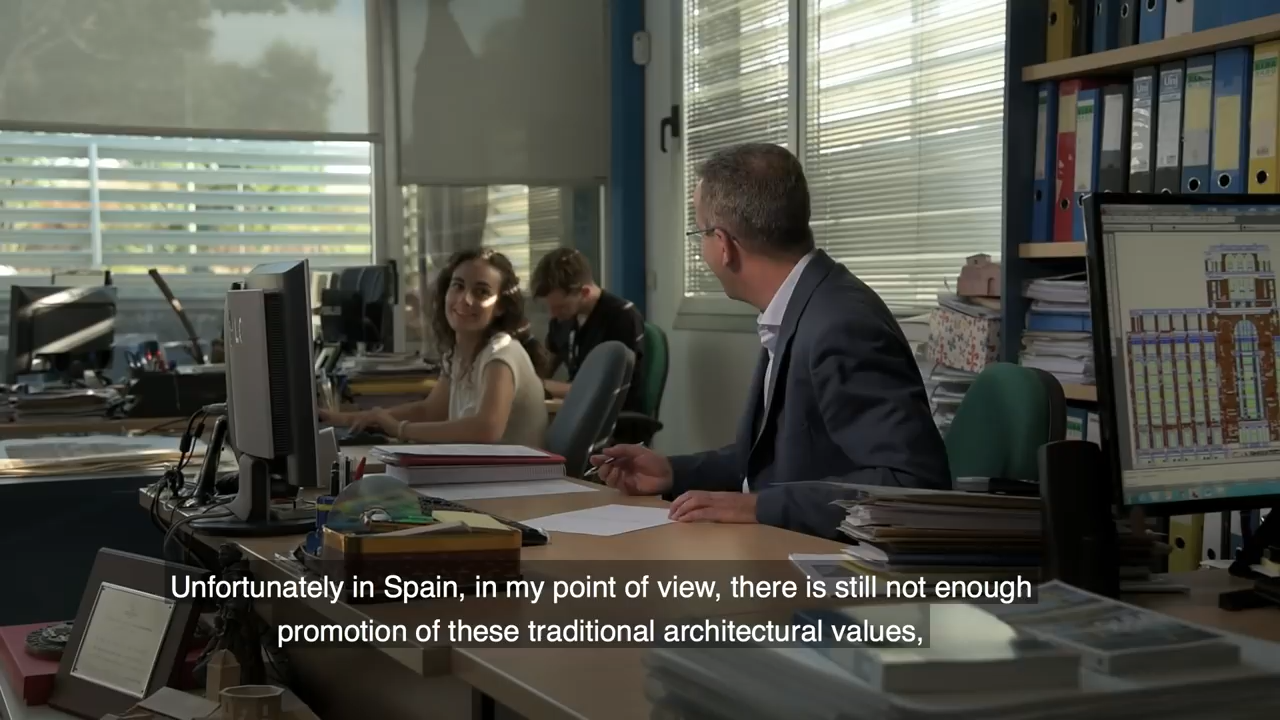 Unfortunately in Spain, in my point of view, there is still not enough
promotion of these traditional architectural values,